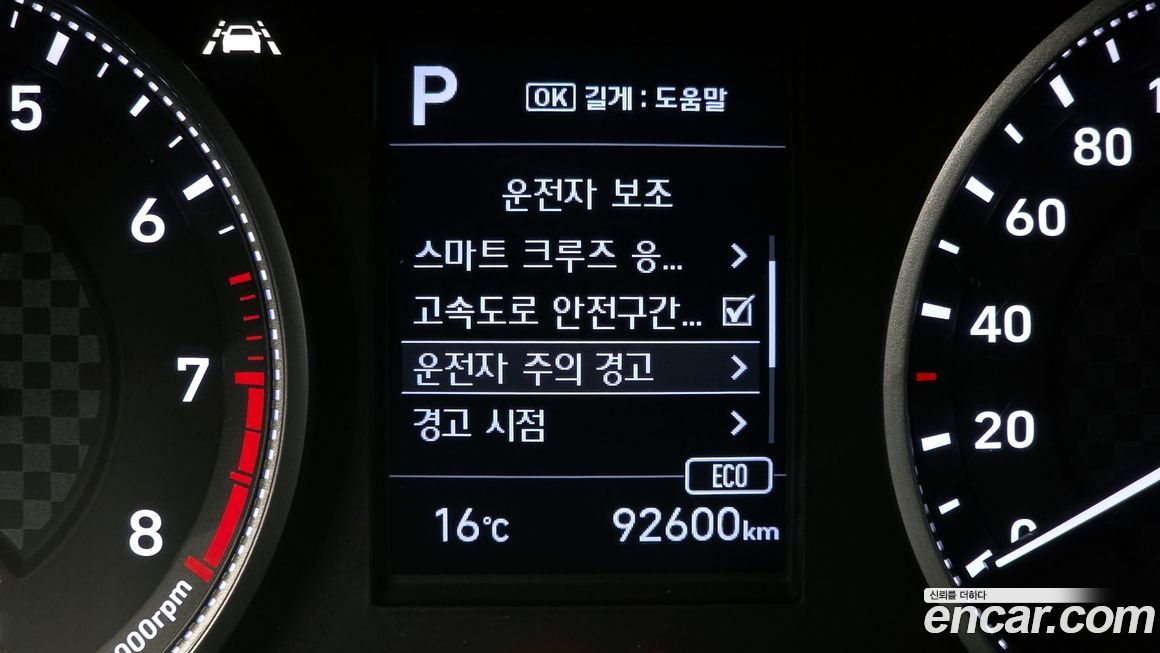 P
OK 길게 : 도움말
운전자 보조
스마트 크루즈 응...
고속도로 안전구간...
운전자 주의 경고
경고 시점
ECO
16℃
92600km
5
6
7
8
000rpm
80
60
40
20
0
신뢰를 더하다
encar.com